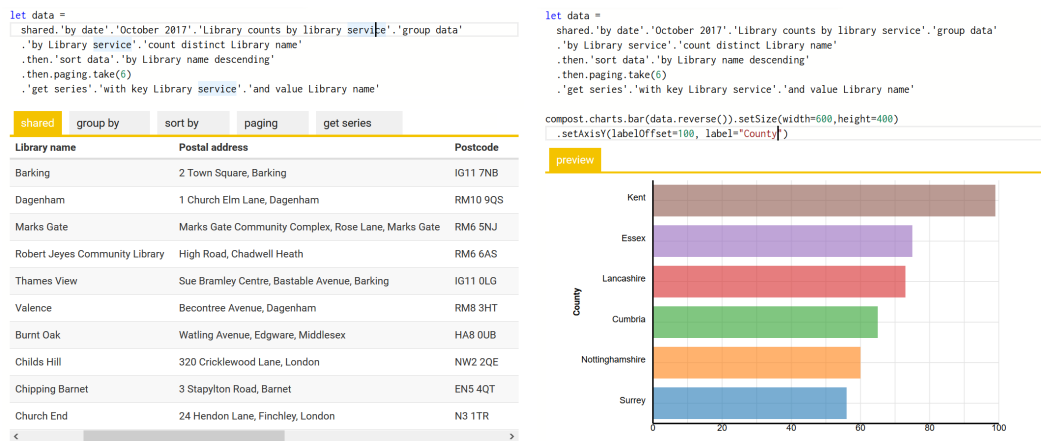 let data =
shared.'by date'.'October 2017'.'Library counts by library service'.'group data'
.'by Library service'.'count distinct Library name'
.then.'sort data'.'by Library name descending'
.then.paging.take(6)
.'get series'.'with key Library service'.'and value Library name'
shared group by sort by paging get series
Library name Postal address Postcode
Barking 2 Town Square, Barking IG11 7NB
Dagenham 1 Church Elm Lane, Dagenham RM10 9QS
Marks Gate Marks Gate Community Complex, Rose Lane, Marks Gate RM6 5NJ
Robert Jeyes Community Library High Road, Chadwell Heath RM6 6AS
Thames View Sue Bramley Centre, Bastable Avenue, Barking IG11 0LG
Valence Becontree Avenue, Dagenham RM8 3HT
Burnt Oak Watling Avenue, Edgware, Middlesex HA8 0UB
Childs Hill 320 Cricklewood Lane, London NW2 2QE
Chipping Barnet 3 Stapylton Road, Barnet EN5 4QT
Church End 24 Hendon Lane, Finchley, London N3 1TR
let data =
shared.'by date'.'October 2017'.'Library counts by library service'.'group data'
.'by Library service'.'count distinct Library name'
.then.'sort data'.'by Library name descending'
.then.paging.take(6)
.'get series'.'with key Library service'.'and value Library name'
compost.charts.bar(data.reverse()).setSize(width=600,height=400)
.setAxisY(labelOffset=100, label="County")
preview
Kent
Essex
Lancashire
County
Cumbria
Nottinghamshire
Surrey
0 20 40 60 80 100